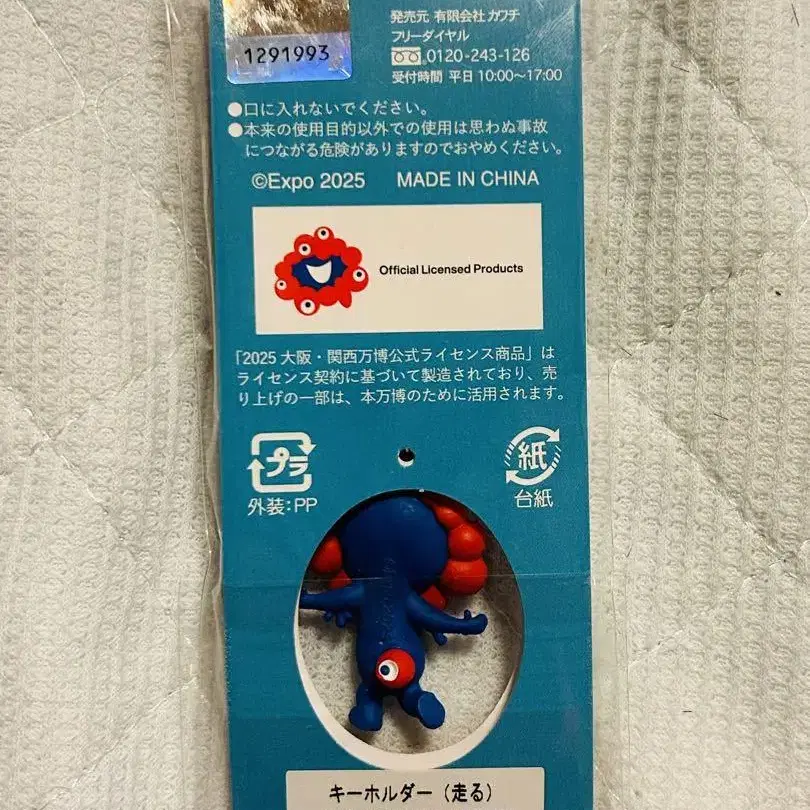 1291993
発売元 有限会社 カワチ
フリーダイヤル
0120-243-126
受付時間 平日 10:00～17:00
●口に入れないでください。
●本来の使用目的以外での使用は思わぬ事故
につながる危険がありますのでおやめください。
©Expo 2025 MADE IN CHINA
Official Licensed Products
「2025 大阪・関西万博公式ライセンス商品」は
ライセンス契約に基づいて製造されており、売
り上げの一部は、本万博のために活用されます。
プラ
外装：PP
紙
台紙
キーホルダー（走る）